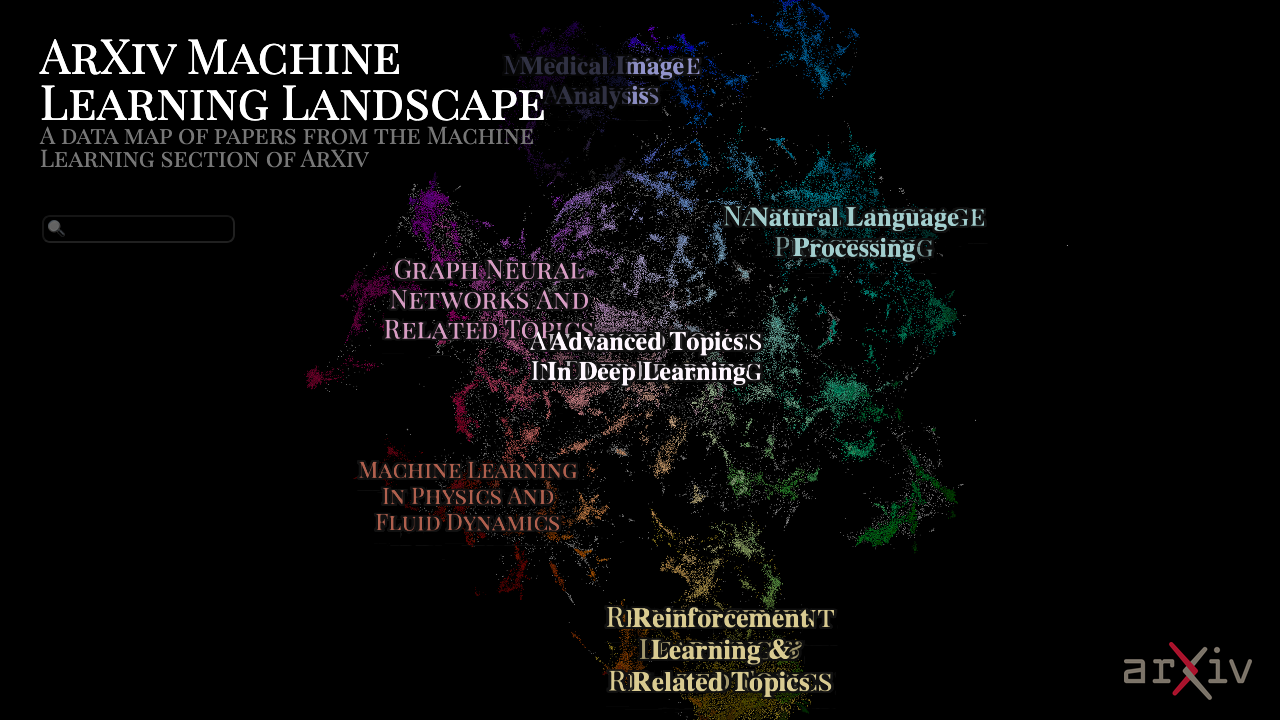 ArXiv Machine
Learning Landscape
A data map of papers from the Machine
Learning section of ArXiv
Medical Image
Analysis
Natural Language
Processing
Graph Neural
Networks And
Related Topics
Advanced Topics
In Deep Learning
Machine Learning
In Physics And
Fluid Dynamics
Reinforcement
Learning &
Related Topics
arXiv